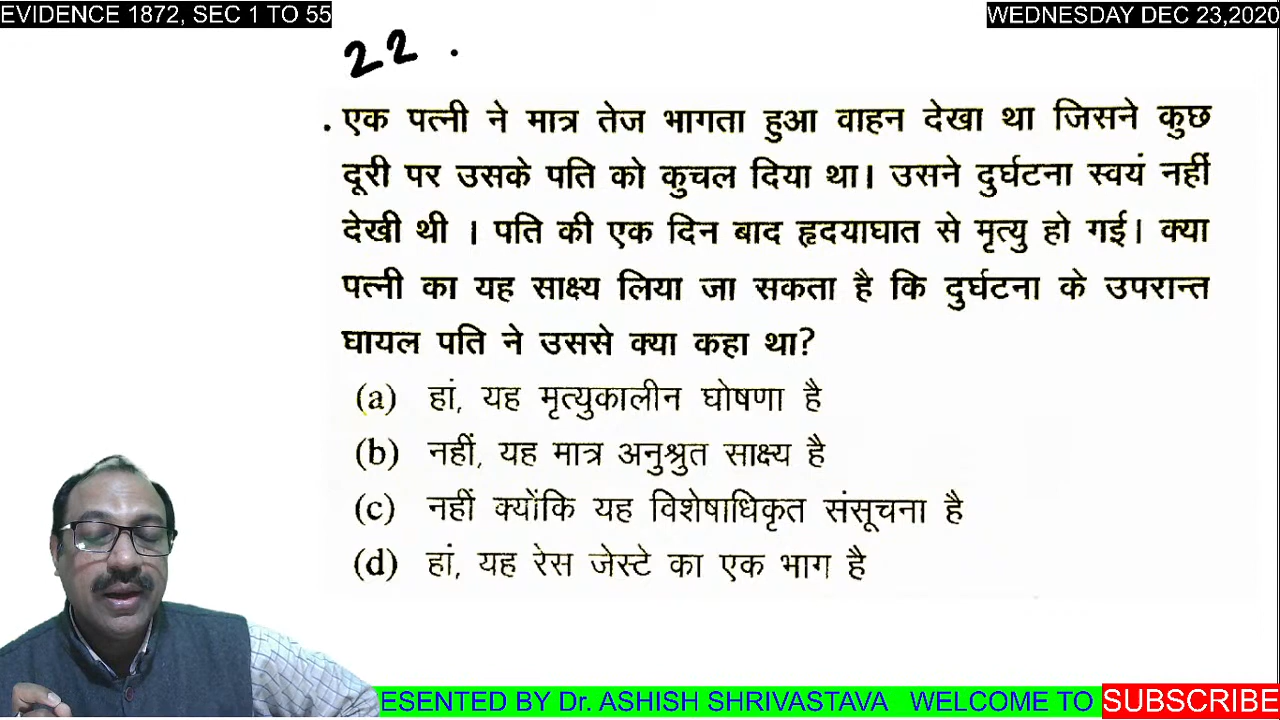 EVIDENCE 1872, SEC 1 TO 55
WEDNESDAY DEC 23,2020
22.
. एक पत्नी ने मात्र तेज भागता हुआ वाहन देखा था जिसने कुछ
दूरी पर उसके पति को कुचल दिया था। उसने दुर्घटना स्वयं नहीं
देखी थी । पति की एक दिन बाद हृदयाघात से मृत्यु हो गई। क्या
पत्नी का यह साक्ष्य लिया जा सकता है कि दुर्घटना के उपरान्त
घायल पति ने उससे क्या कहा था?
(a) हां, यह मृत्युकालीन घोषणा है
(b) नहीं, यह मात्र अनुश्रुत साक्ष्य है
(c) नहीं क्योंकि यह विशेषाधिकृत संसूचना है
(d) हां, यह रेस जेस्टे का एक भाग है
ESENTED BY Dr. ASHISH SHRIVASTAVA WELCOME TO SUBSCRIBE